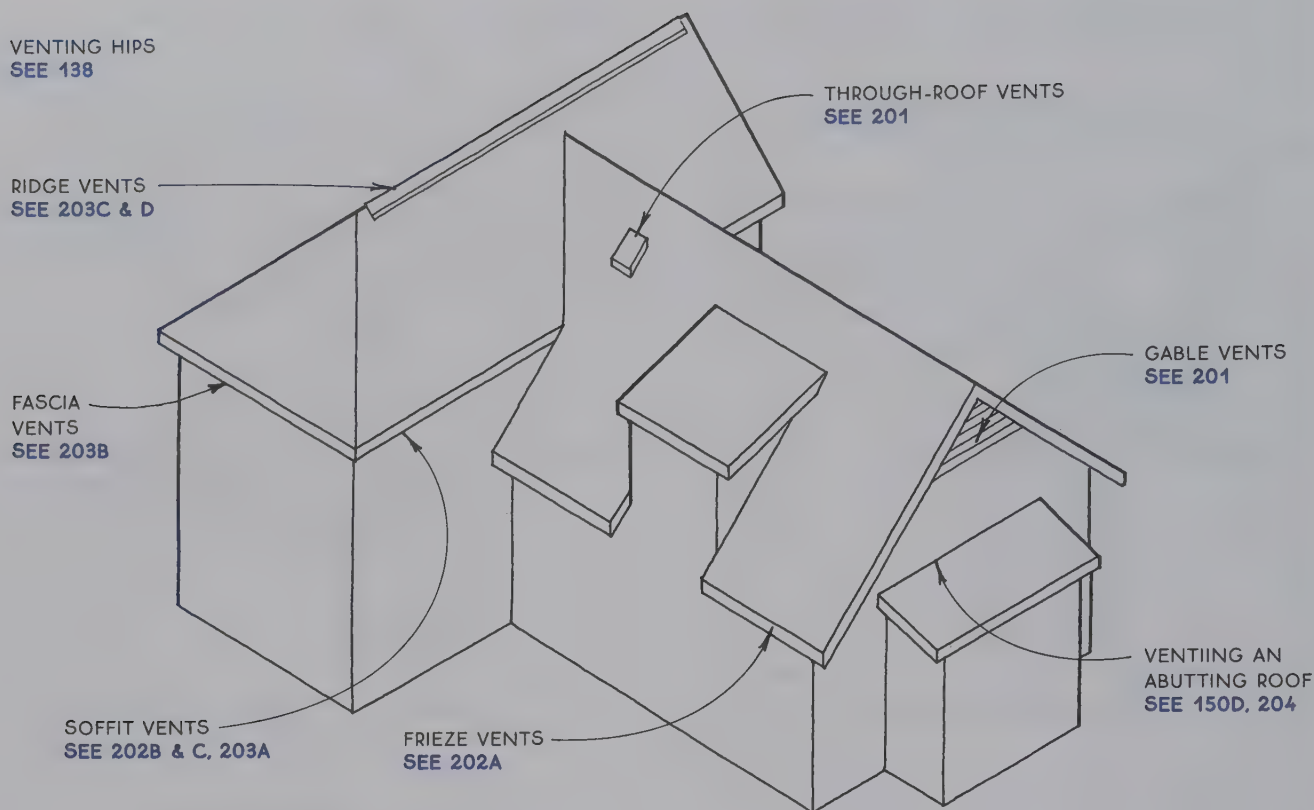 VENTING HIPS
SEE 138
THROUGH-ROOF VENTS
SEE 201
RIDGE VENTS
SEE 203C & D
GABLE VENTS
SEE 201
FASCIA
VENTS
SEE 203B
VENTIING AN
ABUTTING ROOF
SEE 150D, 204
SOFFIT VENTS
SEE 202B & C, 203A
FRIEZE VENTS
SEE 202A